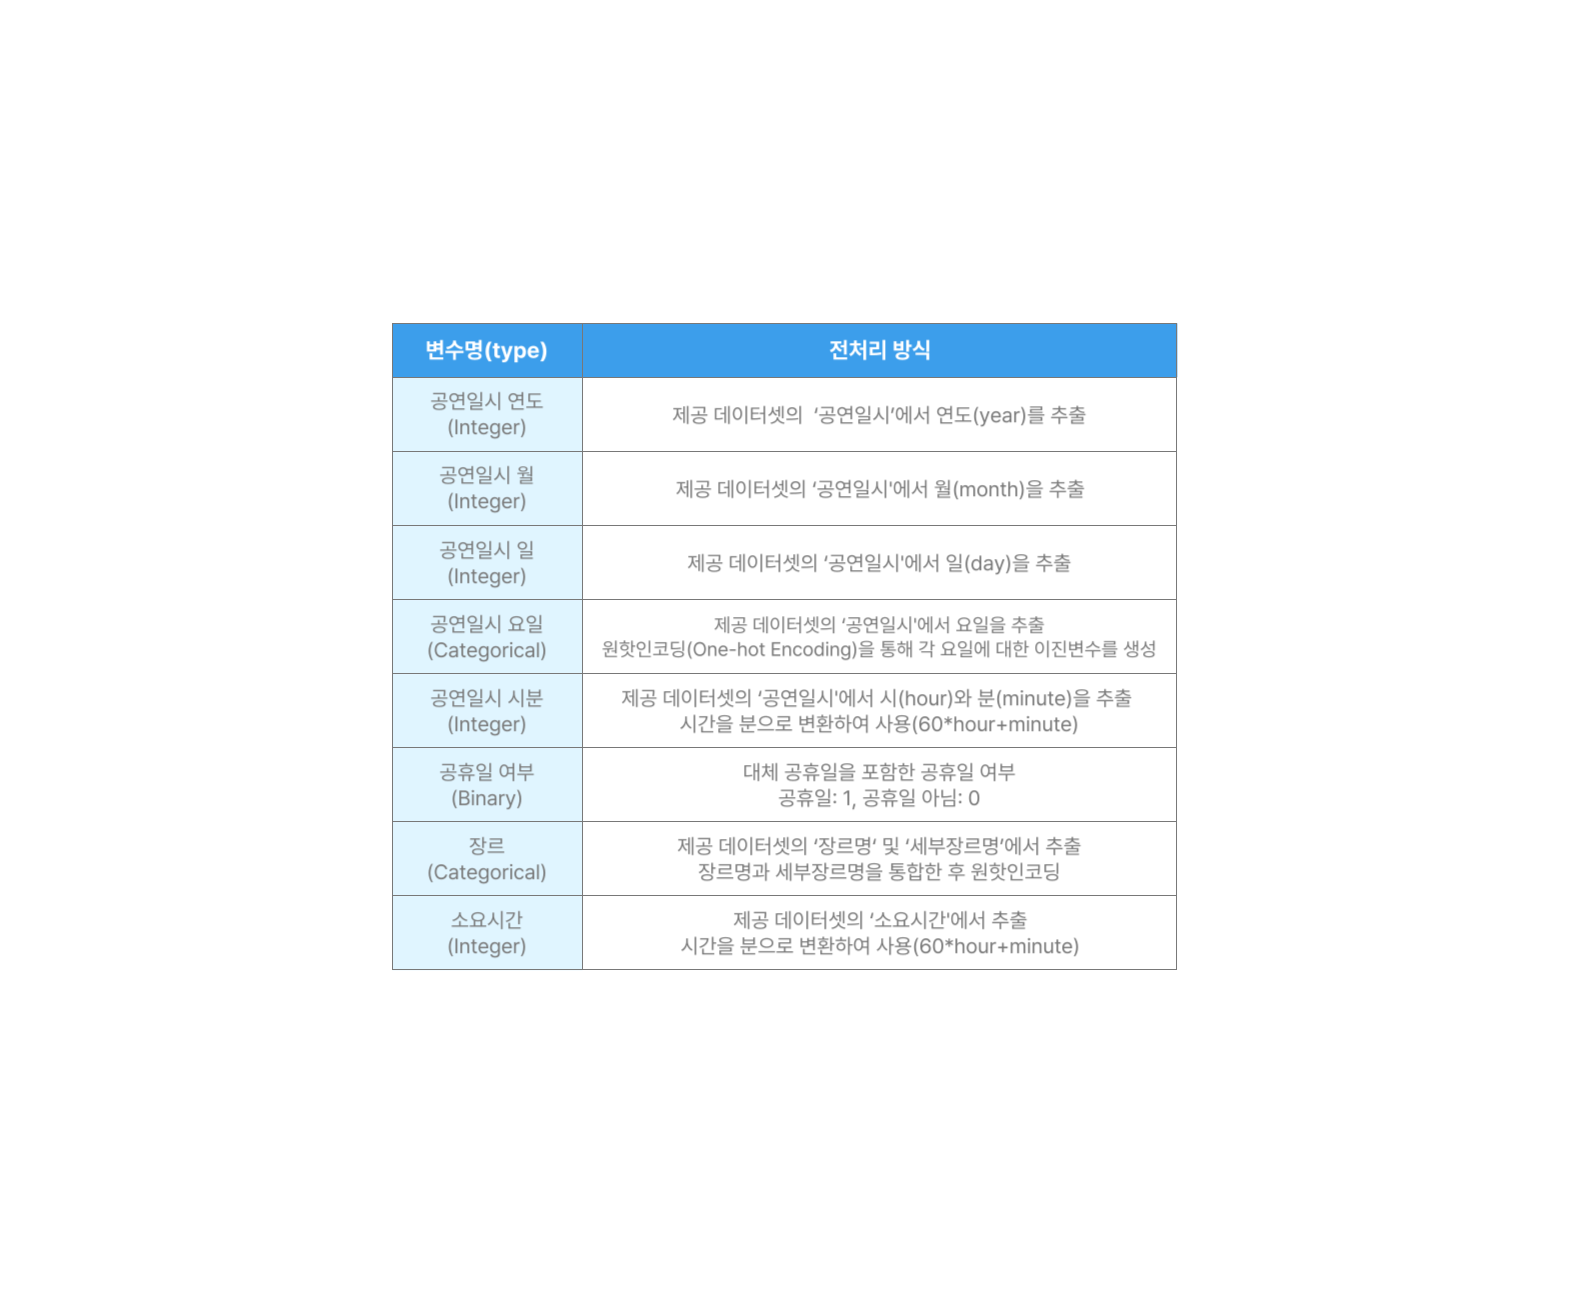 변수명(type)
전처리 방식
공연일시 연도
(Integer)
제공 데이터셋의  ‘공연일시’에서 연도(year)를 추출
공연일시 월
(Integer)
제공 데이터셋의 ‘공연일시'에서 월(month)을 추출
공연일시 일
(Integer)
제공 데이터셋의 ‘공연일시'에서 일(day)을 추출
공연일시 요일
(Categorical)
제공 데이터셋의 ‘공연일시'에서 요일을 추출
원핫인코딩(One-hot Encoding)을 통해 각 요일에 대한 이진변수를 생성
공연일시 시분
(Integer)
제공 데이터셋의 ‘공연일시'에서 시(hour)와 분(minute)을 추출
시간을 분으로 변환하여 사용(60*hour+minute)
공휴일 여부
(Binary)
대체 공휴일을 포함한 공휴일 여부
공휴일: 1, 공휴일 아님: 0
장르
(Categorical)
제공 데이터셋의 ‘장르명‘ 및 ‘세부장르명’에서 추출
장르명과 세부장르명을 통합한 후 원핫인코딩
소요시간
(Integer)
제공 데이터셋의 ‘소요시간'에서 추출
시간을 분으로 변환하여 사용(60*hour+minute)